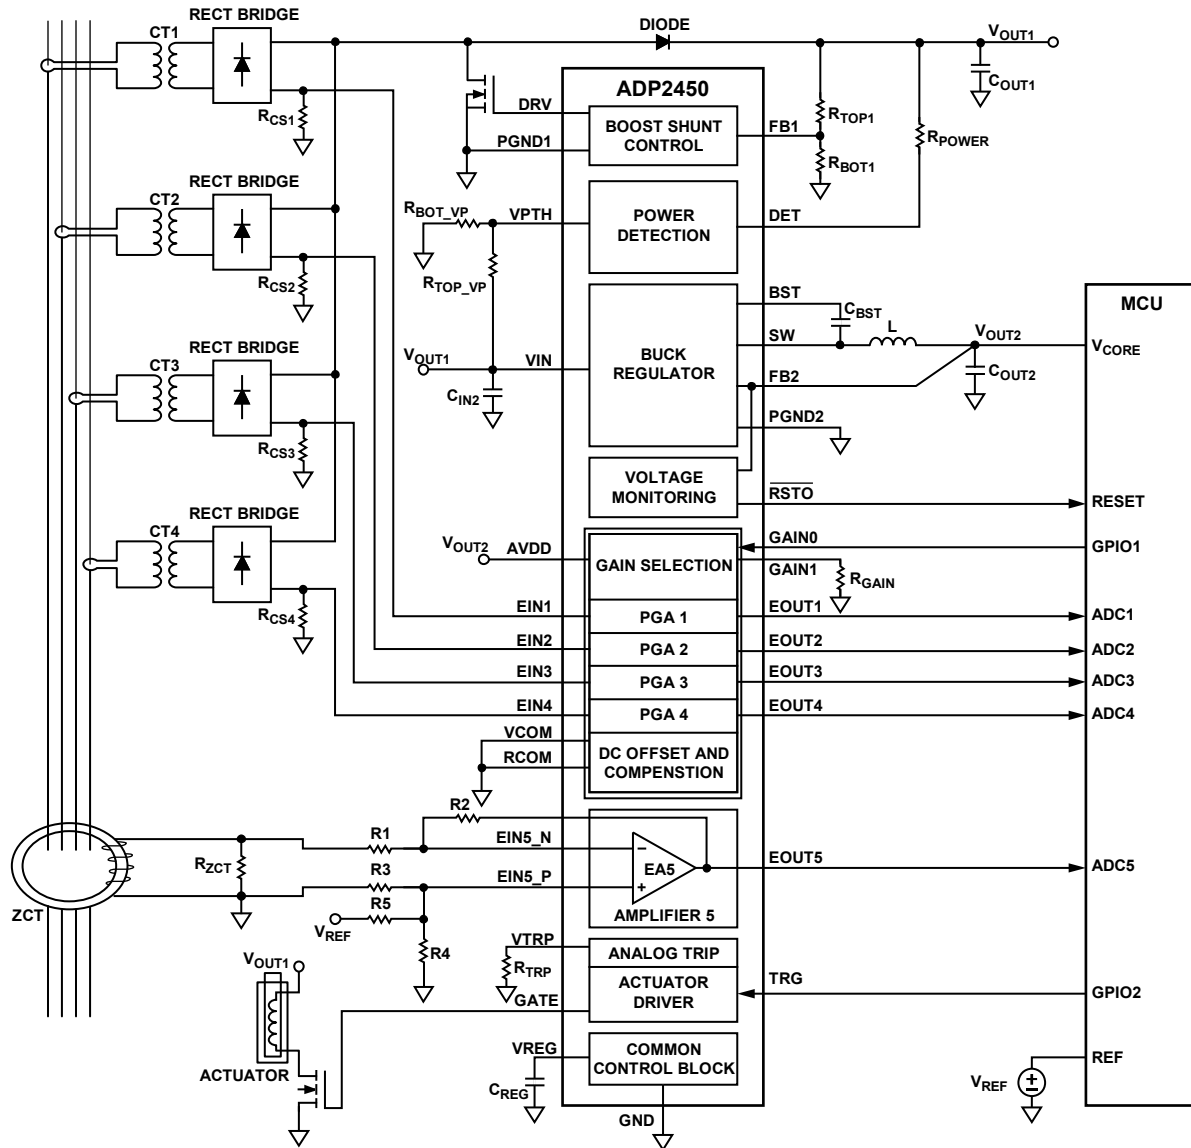 RECT BRIDGE
CT1
RCS1
RECT BRIDGE
CT2
RCS2
RECT BRIDGE
CT3
RCS3
RECT BRIDGE
CT4
RCS4
DIODE
VOUT1
COUT1
RTOP1
RBOT1
RPOWER
ADP2450
DRV
PGND1
BOOST SHUNT
CONTROL
FB1
RBOT_VP
VPTH
RTOP_VP
POWER
DETECTION
DET
VOUT1
VIN
CIN2
BUCK
REGULATOR
BST
CBST
SW
L
VOUT2
FB2
COUT2
PGND2
VOLTAGE
MONITORING
RSTO
MCU
VCORE
RESET
VOUT2
AVDD
GAIN SELECTION
GAIN0
GAIN1
RGAIN
GPIO1
EIN1
PGA 1
EOUT1
ADC1
EIN2
PGA 2
EOUT2
ADC2
EIN3
PGA 3
EOUT3
ADC3
EIN4
PGA 4
EOUT4
ADC4
VCOM
RCOM
DC OFFSET AND
COMPENSTION
ZCT
RZCT
R1
R2
R3
R5
R4
VREF
EIN5_N
EIN5_P
−
+
EA5
AMPLIFIER 5
EOUT5
ADC5
VTRP
RTRP
ANALOG TRIP
ACTUATOR
DRIVER
TRG
GPIO2
GATE
VOUT1
ACTUATOR
VREG
CREG
COMMON
CONTROL BLOCK
GND
REF
VREF
+
−